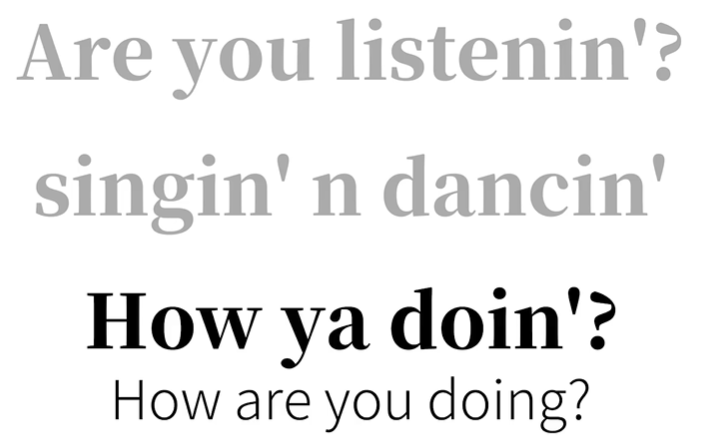 Are you listenin'?
singin' n dancin'
How ya doin'?
How are you doing?